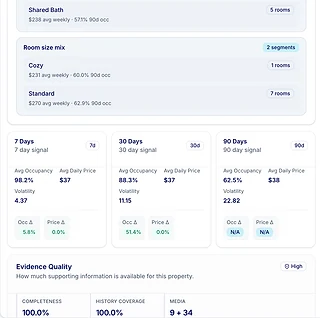 Shared Bath
5 rooms
$238 avg weekly · 57.1% 90d occ
Room size mix
2 segments
Cozy
1 rooms
$231 avg weekly · 60.0% 90d occ
Standard
7 rooms
$270 avg weekly · 62.9% 90d occ
7 Days
7d
7 day signal
Avg Occupancy Avg Daily Price
98.2% $37
Volatility
4.37
Occ Δ Price Δ
5.8% 0.0%
30 Days
30d
30 day signal
Avg Occupancy Avg Daily Price
88.3% $37
Volatility
11.15
Occ Δ Price Δ
51.4% 0.0%
90 Days
90d
90 day signal
Avg Occupancy Avg Daily Price
62.5% $38
Volatility
22.82
Occ Δ Price Δ
N/A N/A
Evidence Quality
High
How much supporting information is available for this property.
COMPLETENESS HISTORY COVERAGE MEDIA
100.0% 100.0% 9 + 34